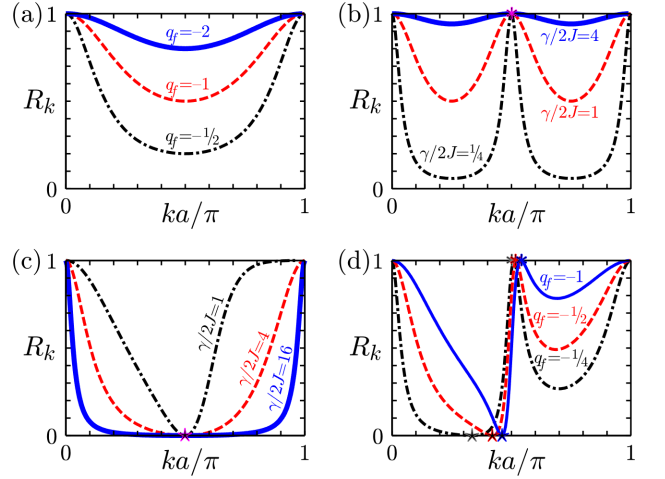 (a)
1
R_k
0
q_f=−2
q_f=−1
q_f=−1/2
0
1
ka/π
(b)
1
R_k
0
γ/2J=4
γ/2J=1
γ/2J=1/4
0
1
ka/π
(c)
1
R_k
0
γ/2J=1
γ/2J=4
γ/2J=16
0
1
ka/π
(d)
1
R_k
0
q_f=−1
q_f=−1/2
q_f=−1/4
0
1
ka/π